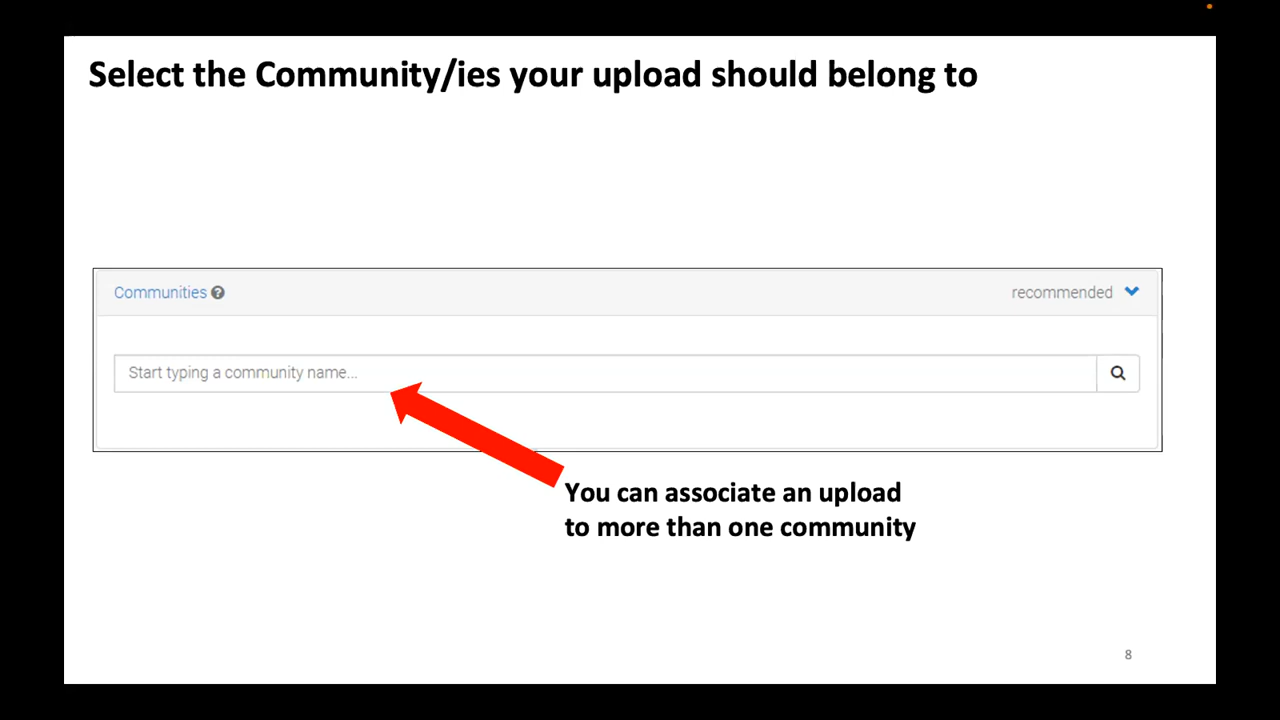 Select the Community/ies your upload should belong to
Communities
recommended
Start typing a community name...
You can associate an upload
to more than one community
8